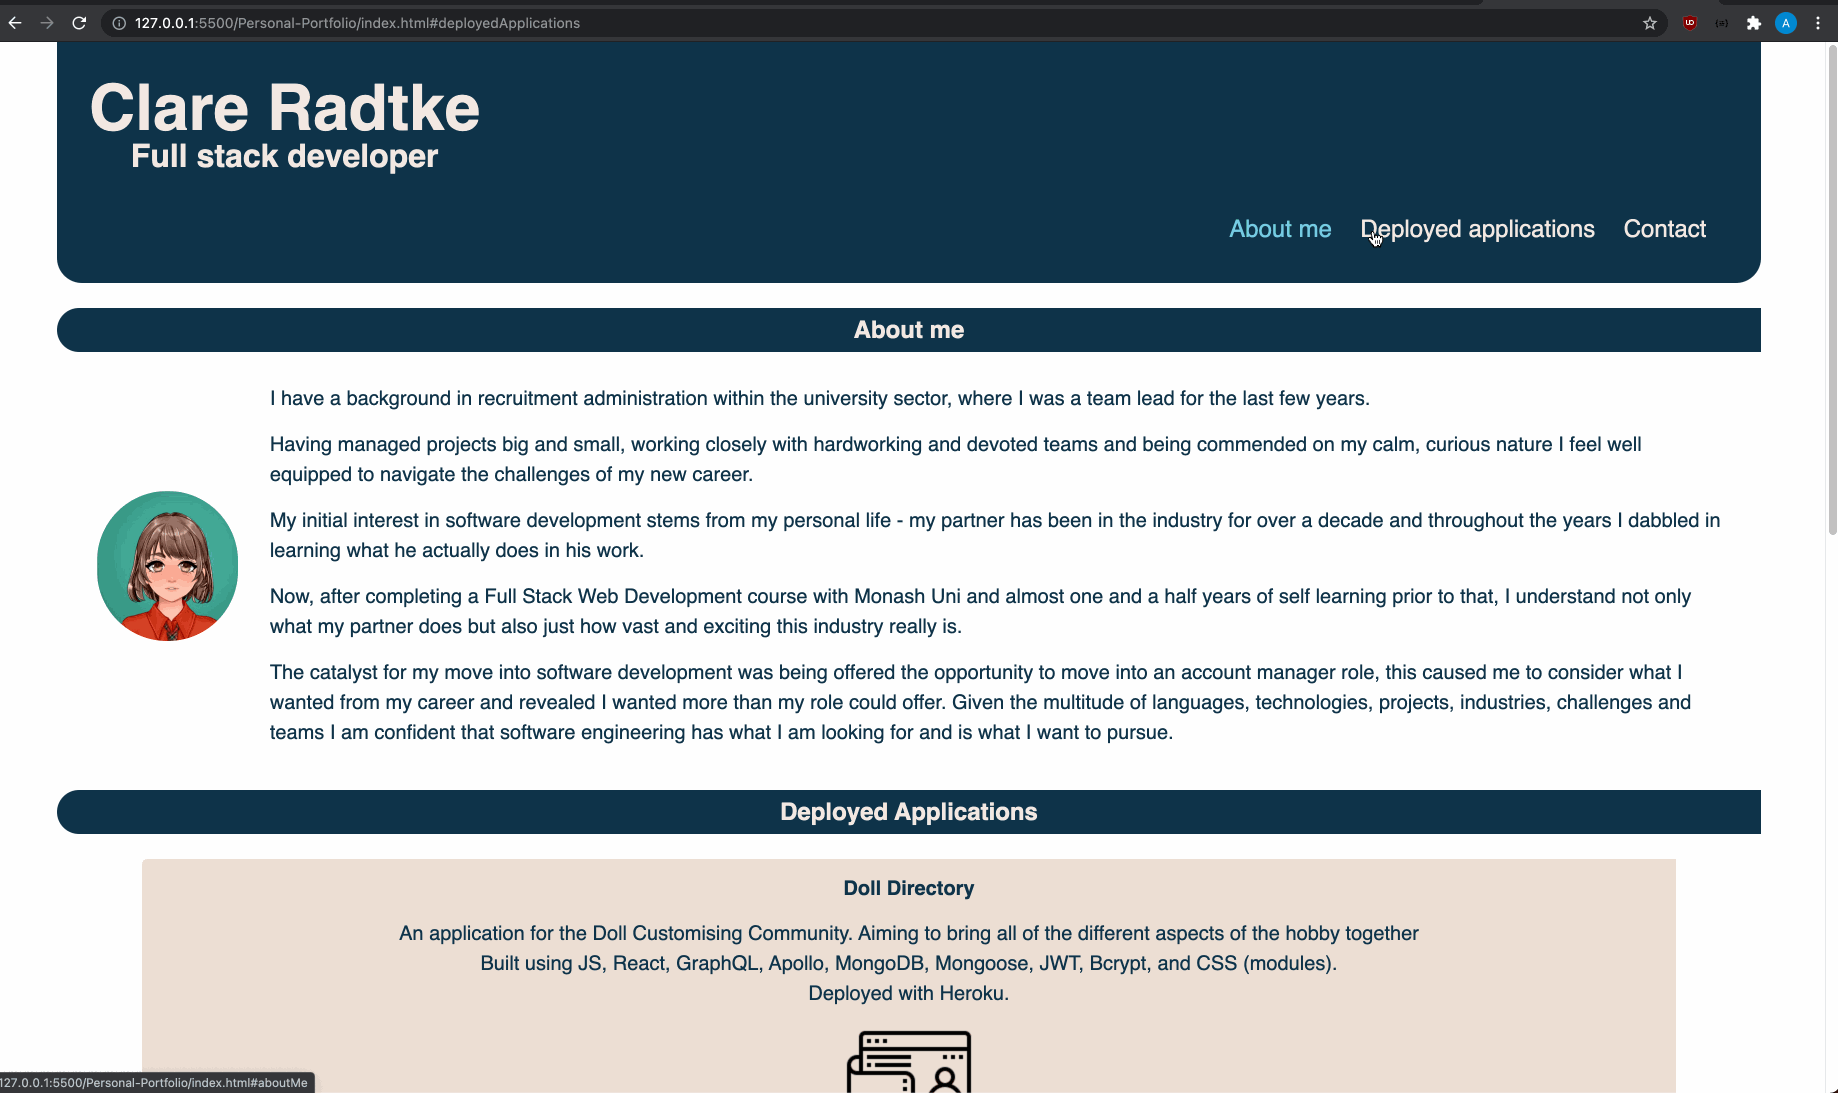 127.0.0.1:5500/Personal-Portfolio/index.html#deployedApplications
A
Clare Radtke
Full stack developer
About me Deployed applications Contact
About me
I have a background in recruitment administration within the university sector, where I was a team lead for the last few years.
Having managed projects big and small, working closely with hardworking and devoted teams and being commended on my calm, curious nature I feel well
equipped to navigate the challenges of my new career.
My initial interest in software development stems from my personal life - my partner has been in the industry for over a decade and throughout the years I dabbled in
learning what he actually does in his work.
Now, after completing a Full Stack Web Development course with Monash Uni and almost one and a half years of self learning prior to that, I understand not only
what my partner does but also just how vast and exciting this industry really is.
The catalyst for my move into software development was being offered the opportunity to move into an account manager role, this caused me to consider what I
wanted from my career and revealed I wanted more than my role could offer. Given the multitude of languages, technologies, projects, industries, challenges and
teams I am confident that software engineering has what I am looking for and is what I want to pursue.
Deployed Applications
Doll Directory
An application for the Doll Customising Community. Aiming to bring all of the different aspects of the hobby together
Built using JS, React, GraphQL, Apollo, MongoDB, Mongoose, JWT, Bcrypt, and CSS (modules).
Deployed with Heroku.
127.0.0.1:5500/Personal-Portfolio/index.html#aboutMe